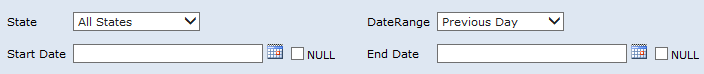 State All States DateRange Previous Day
Start Date NULL End Date NULL